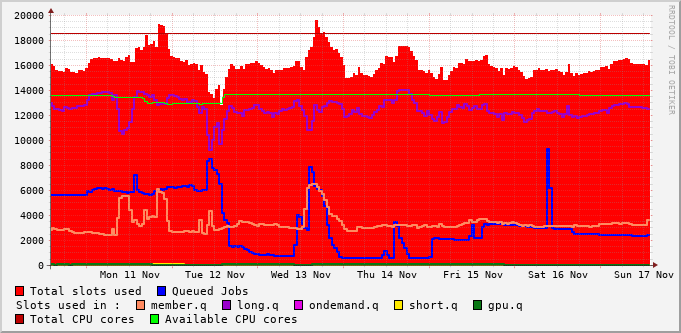 20000
18000
16000
14000
12000
10000
8000
6000
4000
2000
0
Mon 11 Nov Tue 12 Nov Wed 13 Nov Thu 14 Nov Fri 15 Nov Sat 16 Nov Sun 17 Nov
Total slots used Queued Jobs
Slots used in : member.q long.q ondemand.q short.q gpu.q
Total CPU cores Available CPU cores
RRDTOOL / TOBI OETIKER